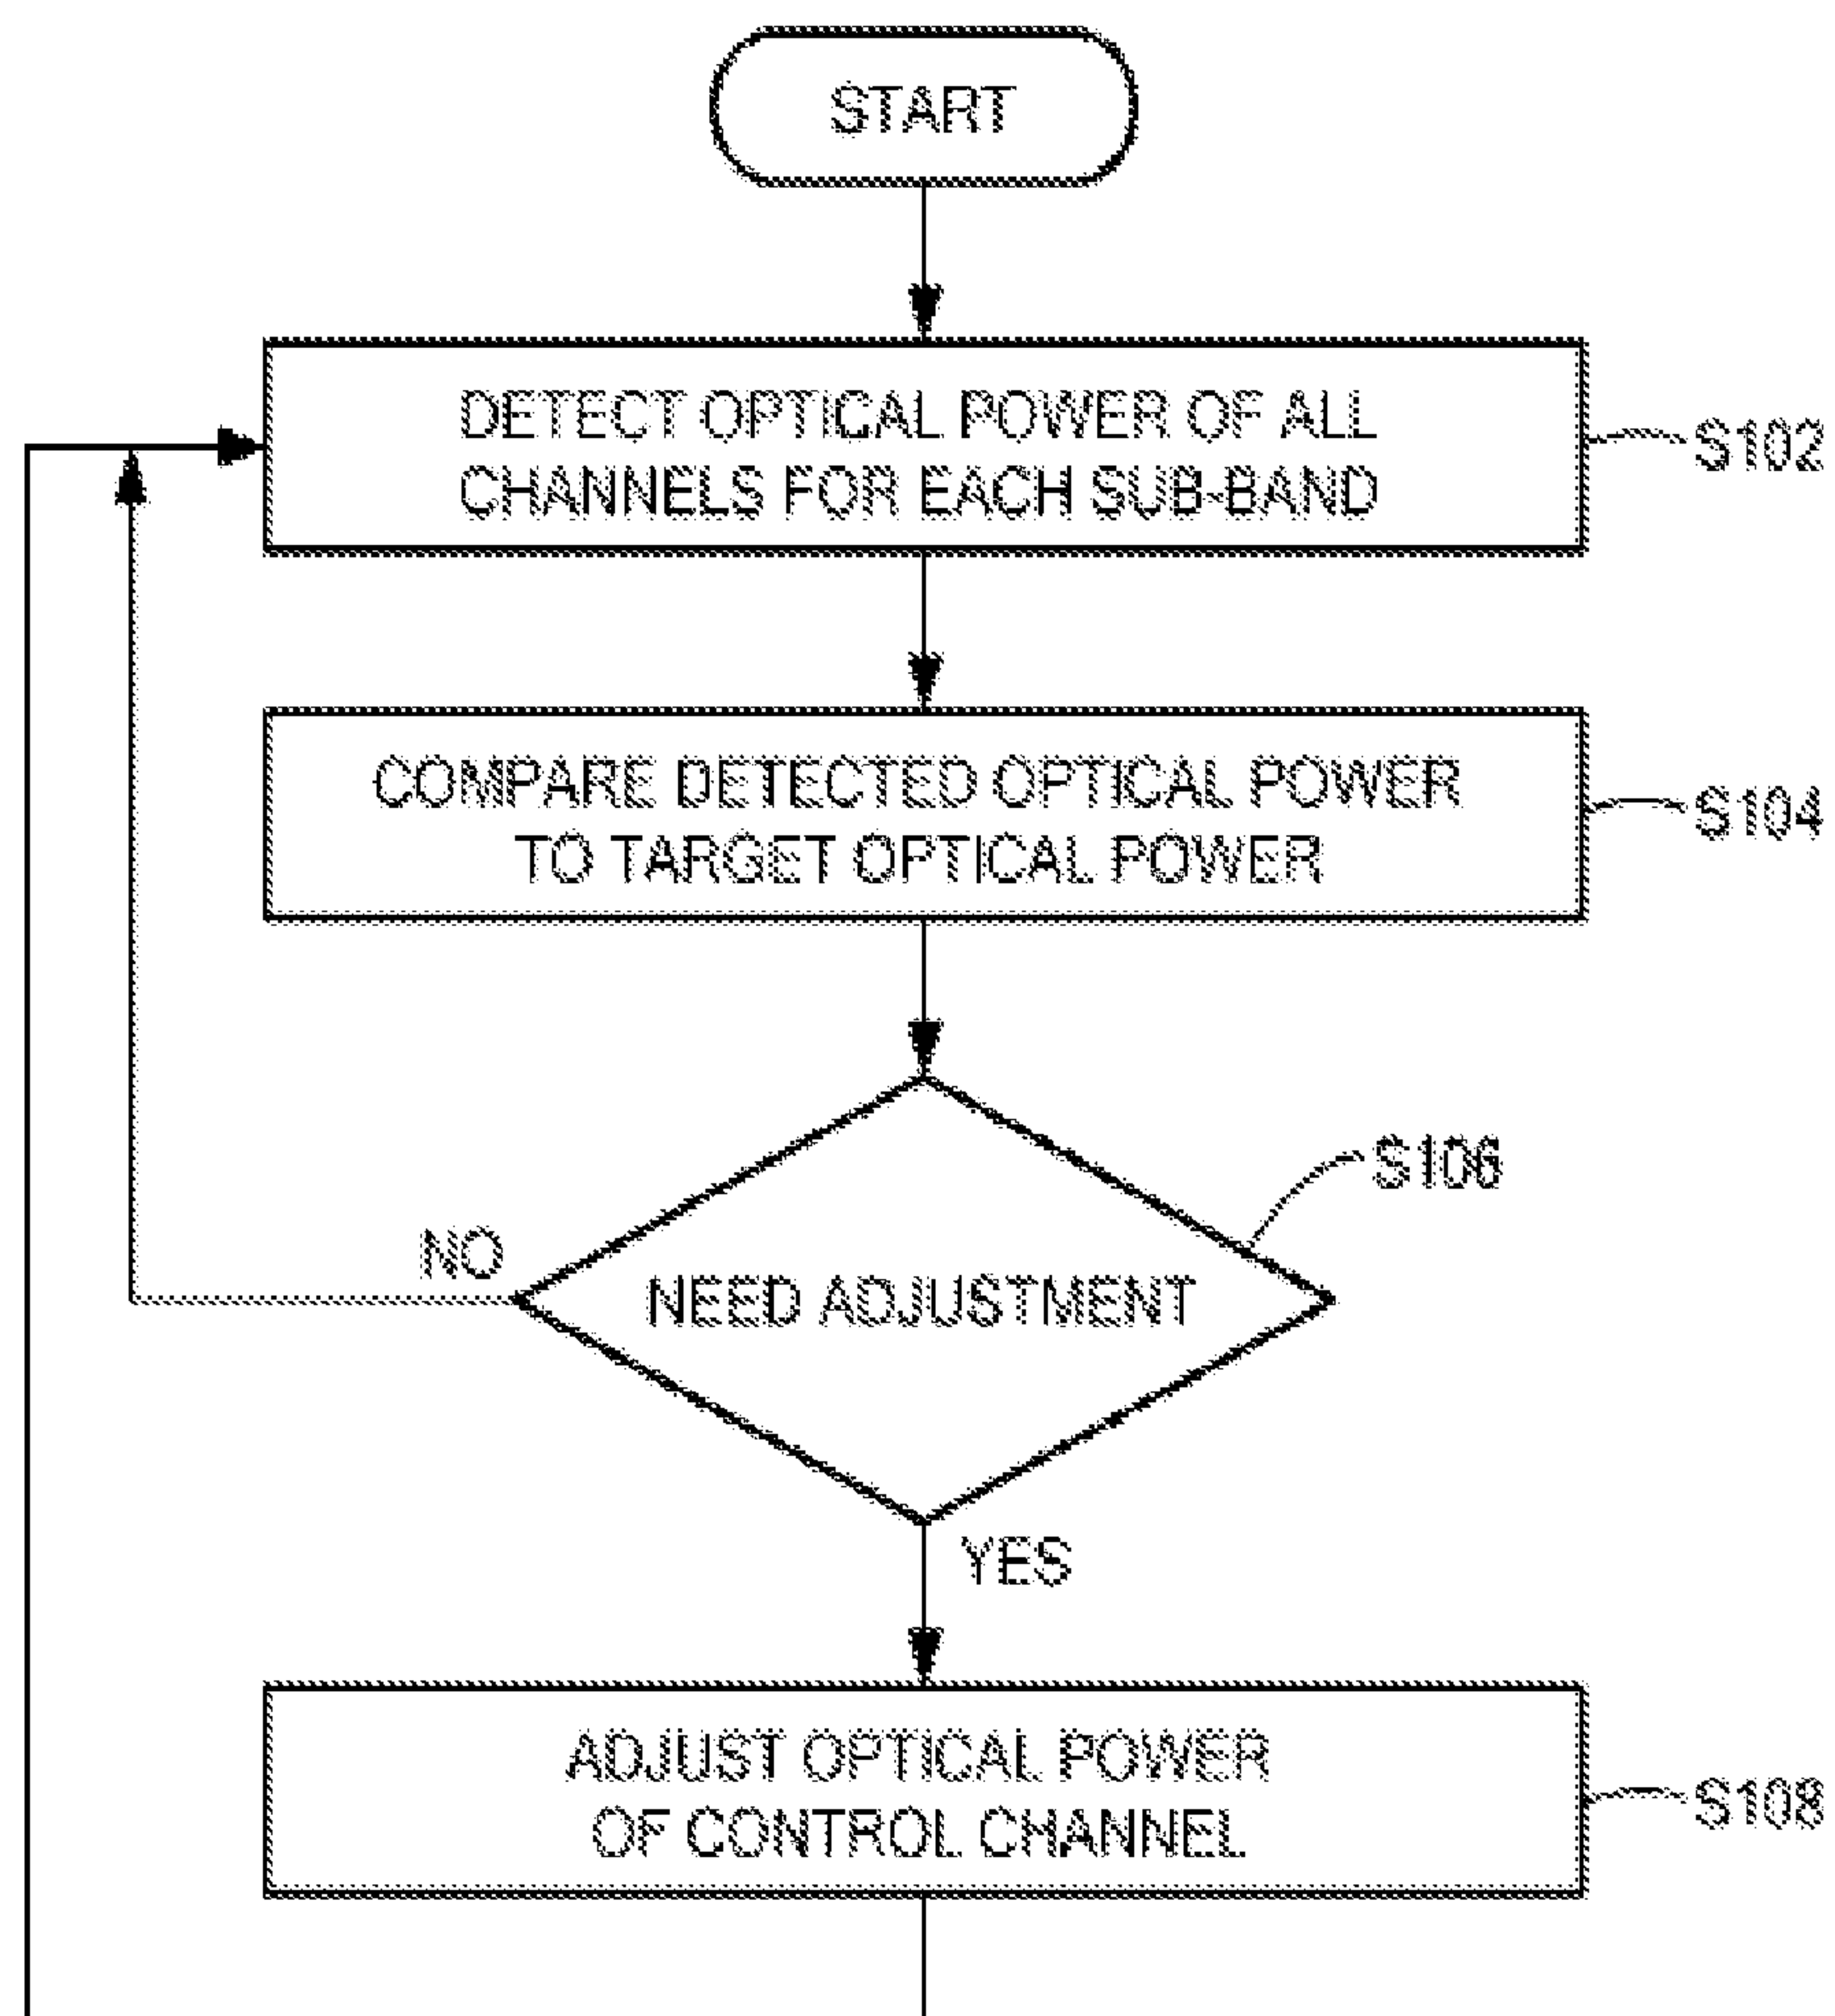 START
DETECT OPTICAL POWER OF ALL
CHANNELS FOR EACH SUB-BAND
S102
COMPARE DETECTED OPTICAL POWER
TO TARGET OPTICAL POWER
S104
S106
NO
NEED ADJUSTMENT
YES
ADJUST OPTICAL POWER
OF CONTROL CHANNEL
S108